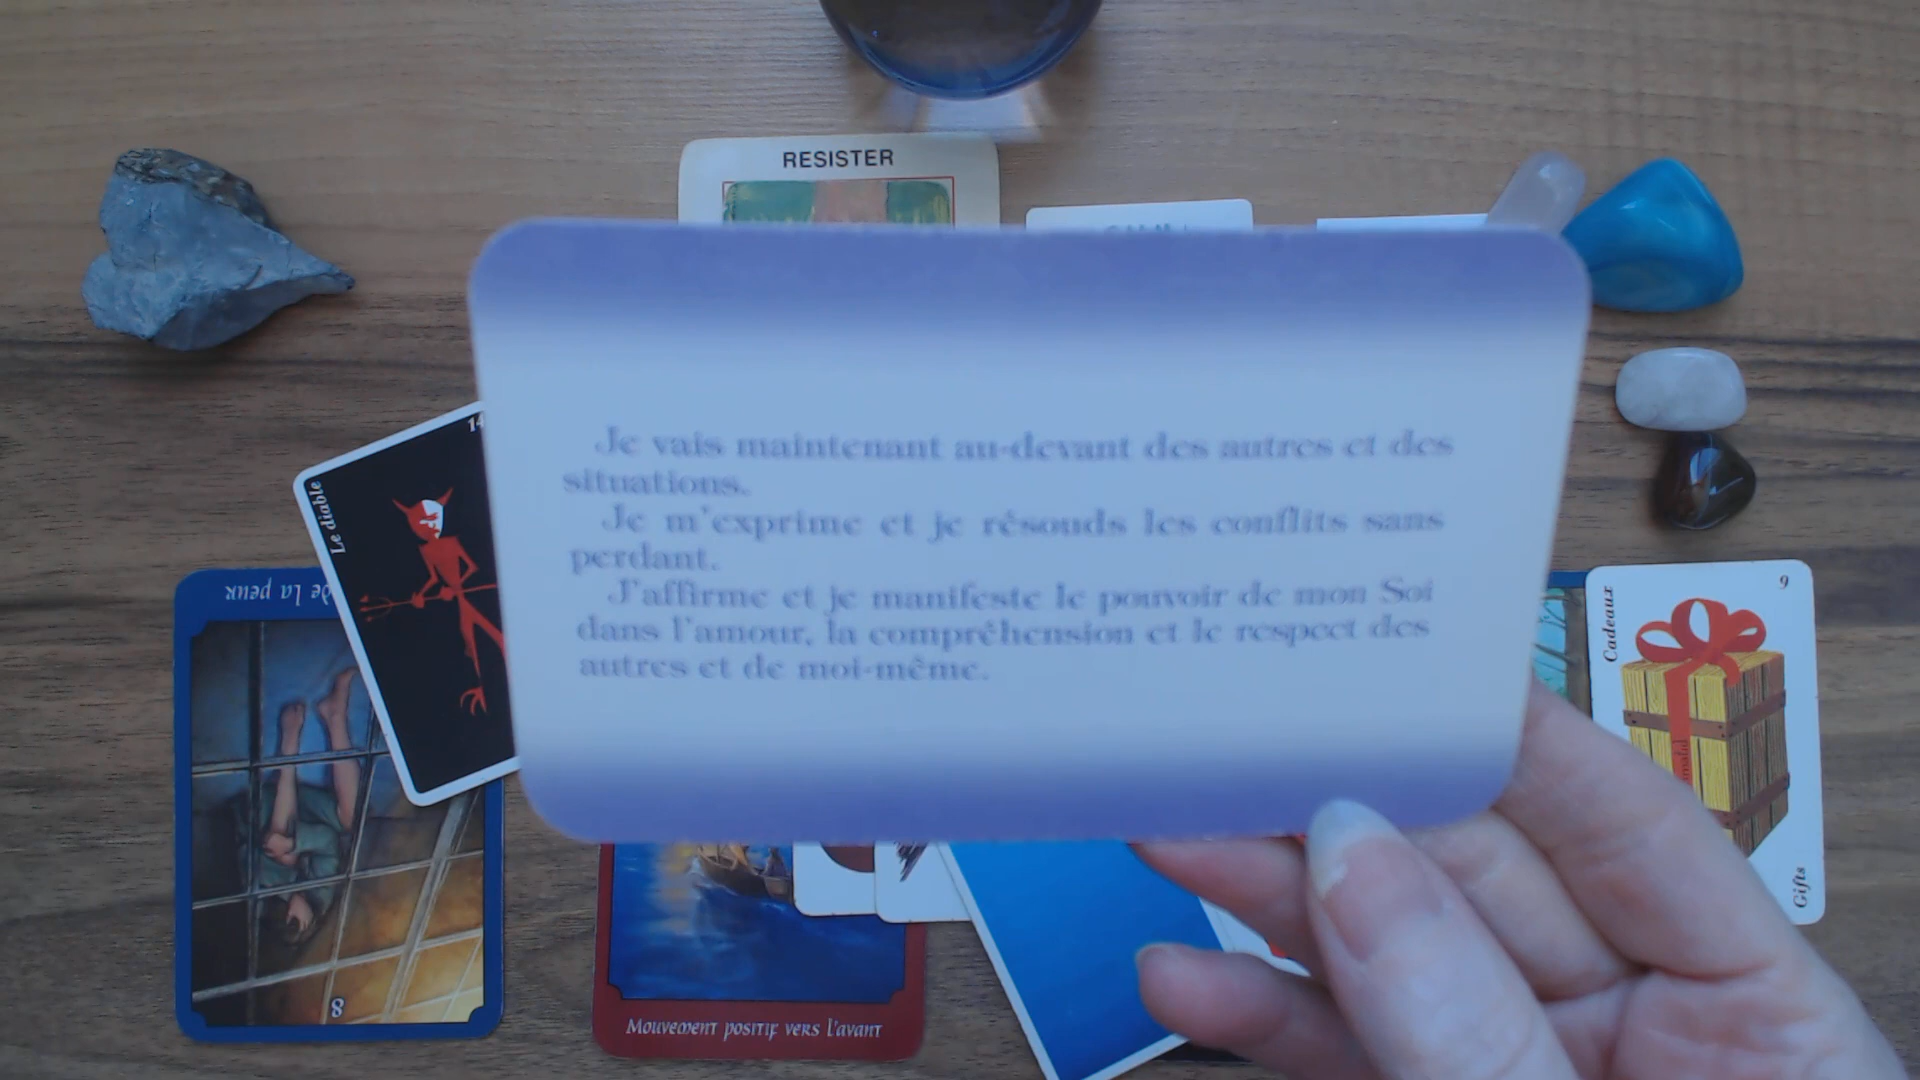 RESISTER
14
Le diable
Je vais maintenant au-devant des autres et des
situations.
Je m'exprime et je résouds les conflits sans
perdant.
J'affirme et je manifeste le pouvoir de mon Soi
dans l'amour, la compréhension et le respect des
autres et de moi-même.
de la peur
8
Mouvement positif vers l'avant
Cadeaux
9
Gifts